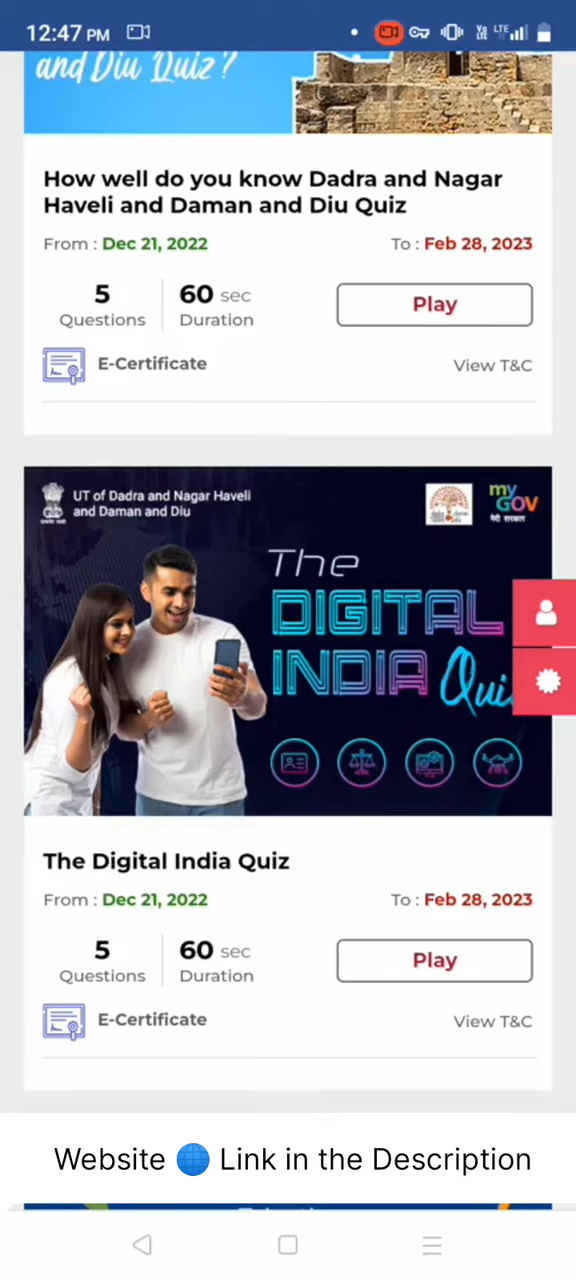 12:47 PM
and Diu Quiz?
How well do you know Dadra and Nagar
Haveli and Daman and Diu Quiz
From : Dec 21, 2022
To : Feb 28, 2023
5
Questions
60 sec
Duration
Play
E-Certificate
View T&C
UT of Dadra and Nagar Haveli
and Daman and Diu
my
GOV
मेरी सरकार
The
DIGITAL
INDIA Qui
The Digital India Quiz
From : Dec 21, 2022
To : Feb 28, 2023
5
Questions
60 sec
Duration
Play
E-Certificate
View T&C
Website 🌐 Link in the Description